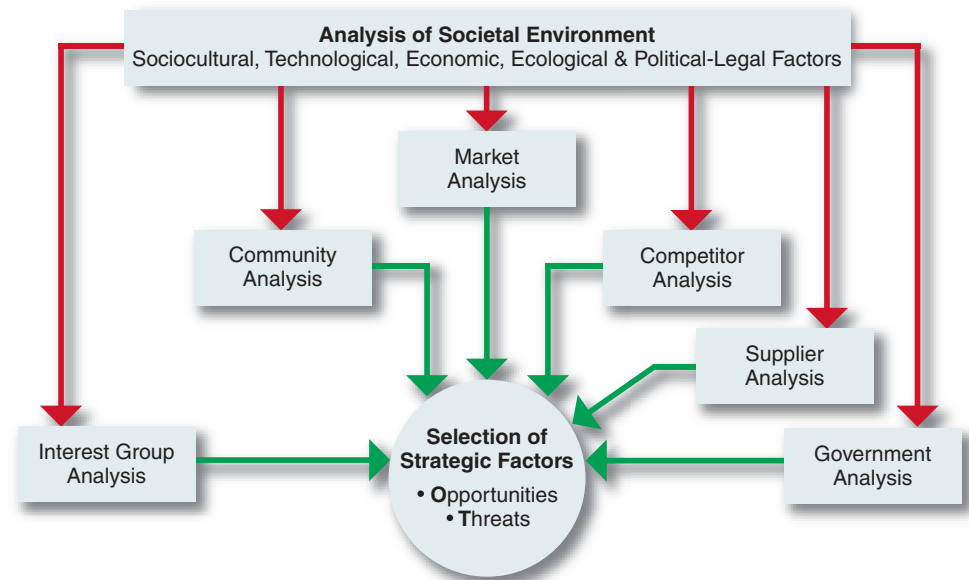 Analysis of Societal Environment
Sociocultural, Technological, Economic, Ecological & Political-Legal Factors
Market
Analysis
Community
Analysis
Competitor
Analysis
Supplier
Analysis
Interest Group
Analysis
Selection of
Strategic Factors
• Opportunities
• Threats
Government
Analysis